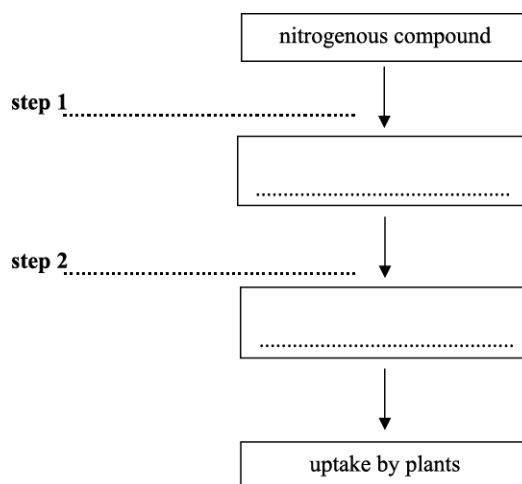 nitrogenous compound
step 1
step 2
uptake by plants